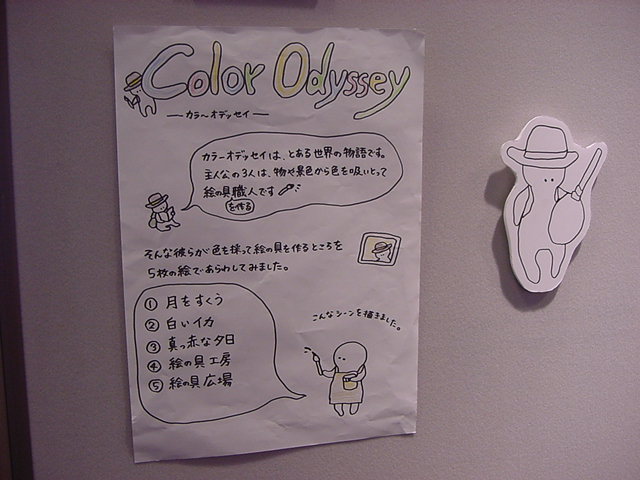 Color Odyssey
ーカラ〜オデッセイー
カラーオデッセイは、とある世界の物語です。
主人公の3人は、物や景色から色を吸いとって
絵の具職人です
を作る
そんな彼らが色を採って絵の具を作るところを
5枚の絵であらわしてみました。
① 月をすくう
② 白いイカ
③ 真っ赤な夕日
④ 絵の具工房
⑤ 絵の具広場
こんなシーンを描きました。